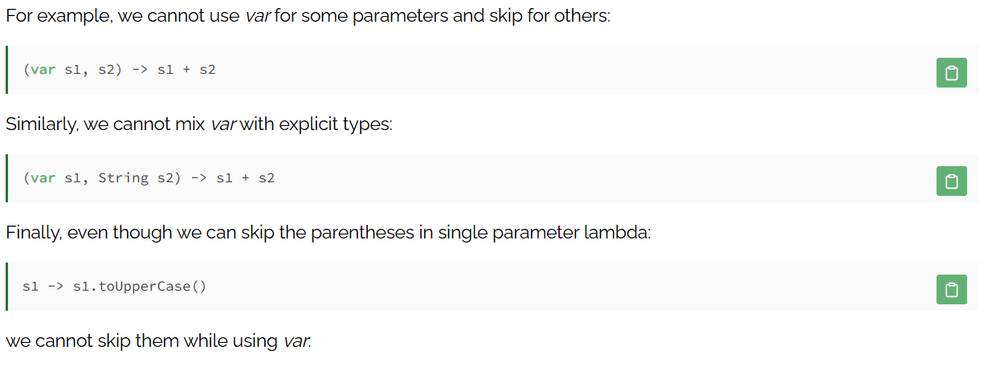 For example, we cannot use var for some parameters and skip for others:
(var s1, s2) -> s1 + s2
Similarly, we cannot mix var with explicit types:
(var s1, String s2) -> s1 + s2
Finally, even though we can skip the parentheses in single parameter lambda:
s1 -> s1.toUpperCase()
we cannot skip them while using var.